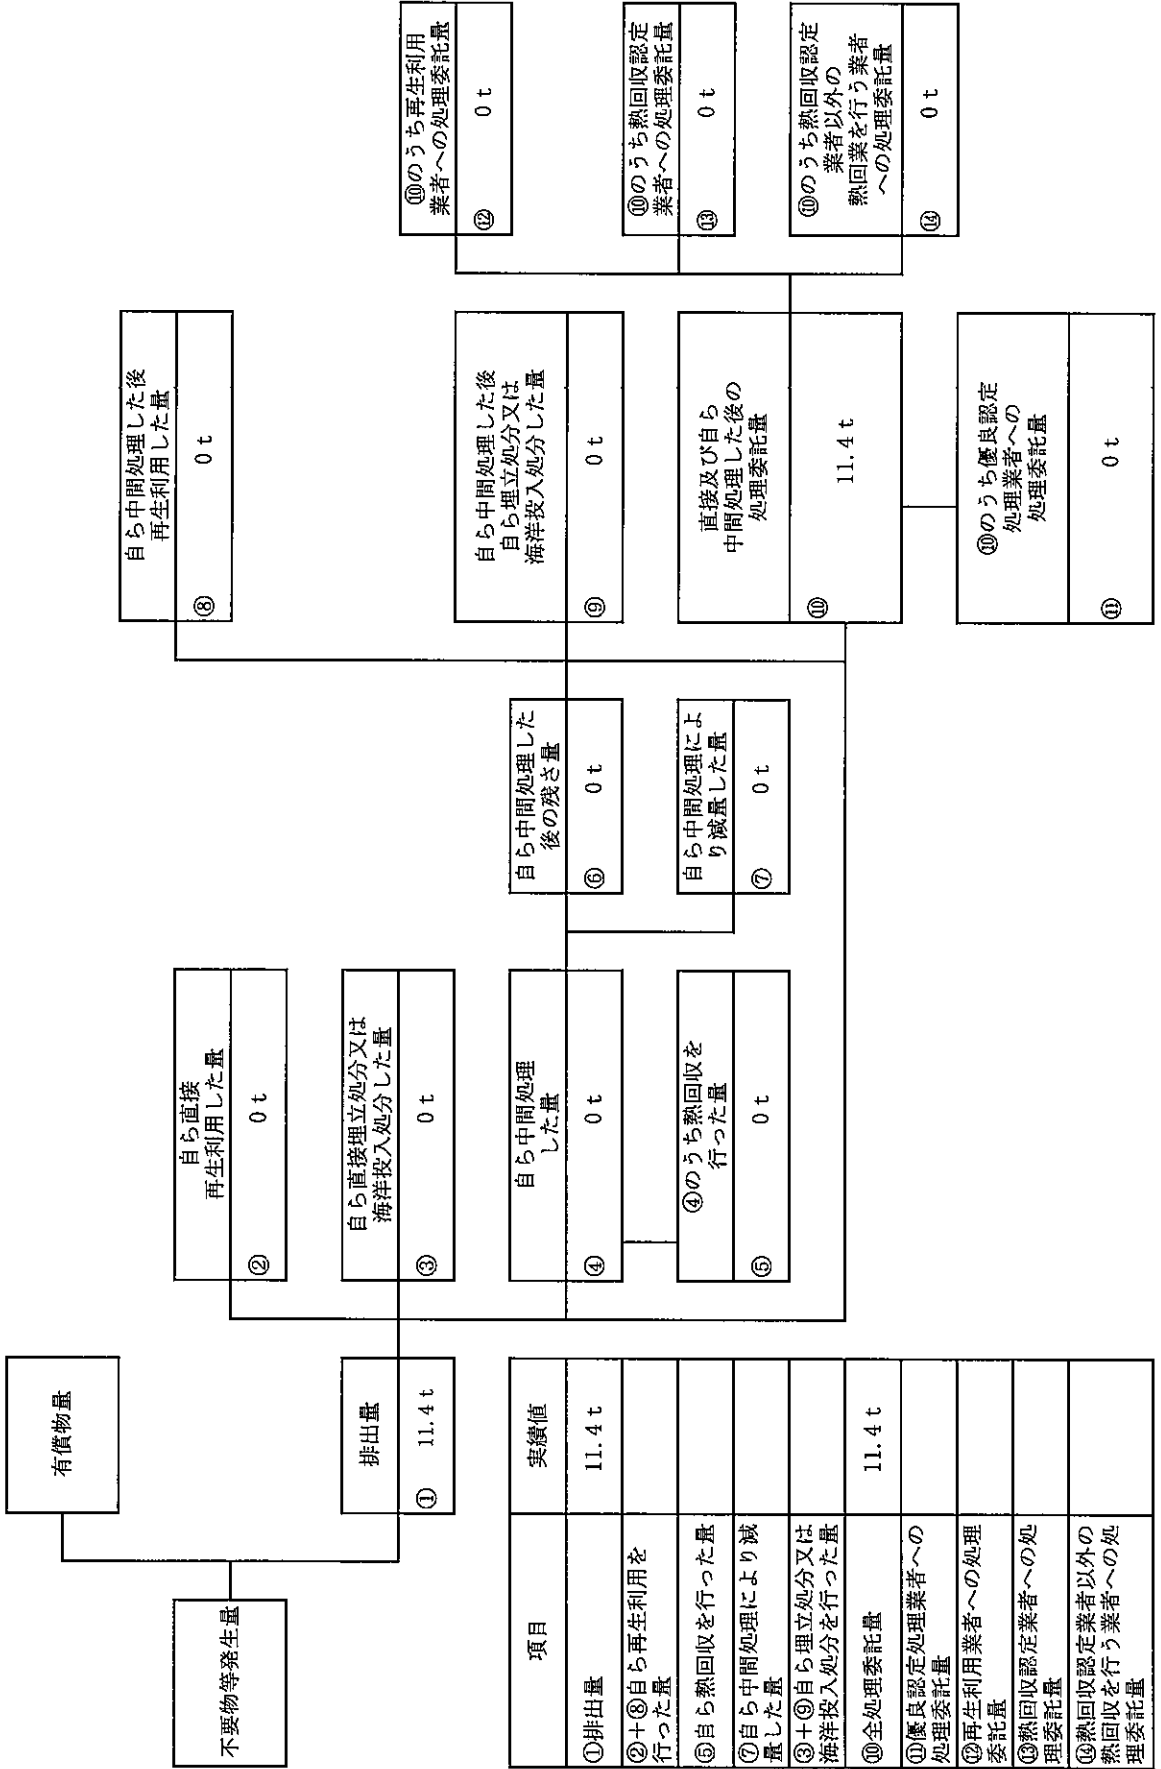 不要物等発生量
有償物量
排出量
① 11.4 t
自ら直接
再生利用した量
② 0 t
自ら直接埋立処分又は
海洋投入処分した量
③ 0 t
自ら中間処理
した量
④ 0 t
④のうち熱回収を
行った量
⑤ 0 t
自ら中間処理した
後の残さ量
⑥ 0 t
自ら中間処理によ
り減量した量
⑦ 0 t
自ら中間処理した後
再生利用した量
⑧ 0 t
自ら中間処理した後
自ら埋立処分又は
海洋投入処分した量
⑨ 0 t
直接及び自ら
中間処理した後の
処理委託量
⑩ 11.4 t
⑩のうち優良認定
処理業者への
処理委託量
⑪ 0 t
⑩のうち再生利用
業者への処理委託量
⑫ 0 t
⑩のうち熱回収認定
業者への処理委託量
⑬ 0 t
⑩のうち熱回収認定
業者以外の
熱回業を行う業者
への処理委託量
⑭ 0 t
項目 実績値
①排出量 11.4 t
②+⑧自ら再生利用を
行った量
⑤自ら熱回収を行った量
⑦自ら中間処理により減
量した量
③+⑨自ら埋立処分又は
海洋投入処分を行った量
⑩全処理委託量 11.4 t
⑪優良認定処理業者への
処理委託量
⑫再生利用業者への処理
委託量
⑬熱回収認定業者への処
理委託量
⑭熱回収認定業者以外の
熱回収を行う業者への処
理委託量